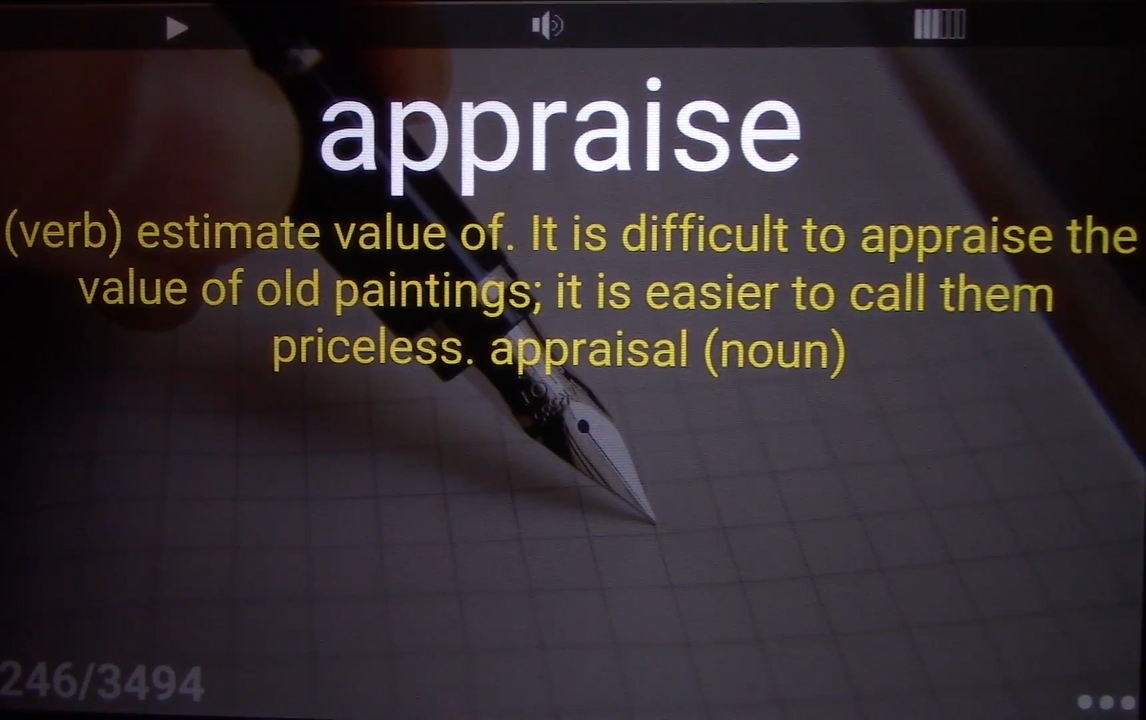 appraise
(verb) estimate value of. It is difficult to appraise the
value of old paintings; it is easier to call them
priceless. appraisal (noun)
246/3494